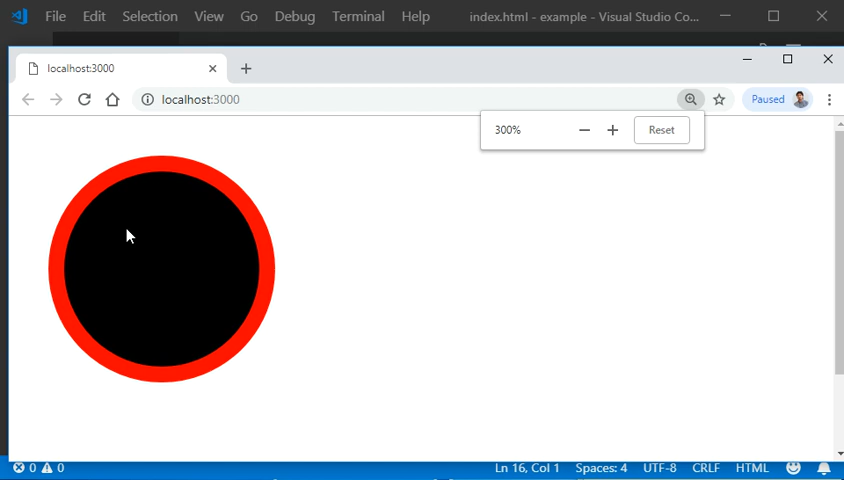 File Edit Selection View Go Debug Terminal Help index.html - example - Visual Studio Co...
localhost:3000
localhost:3000 Paused
300% Reset
0 0 Ln 16, Col 1 Spaces: 4 UTF-8 CRLF HTML